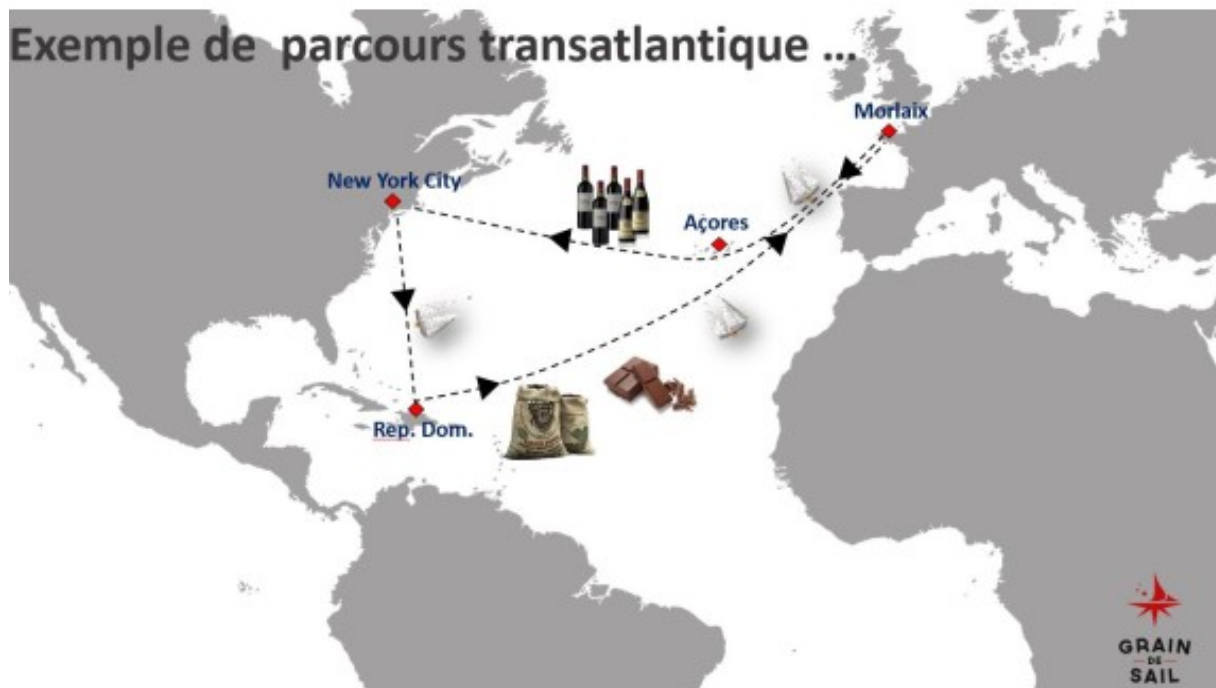 Exemple de parcours transatlantique ...
Morlaix
New York City
Açores
Rep. Dom.
GRAIN
DE
SAIL